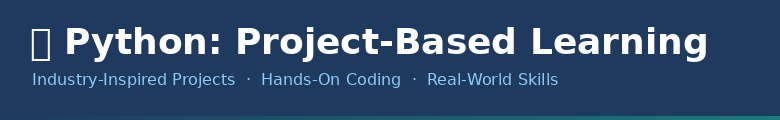 Python: Project-Based Learning
Industry-Inspired Projects · Hands-On Coding · Real-World Skills